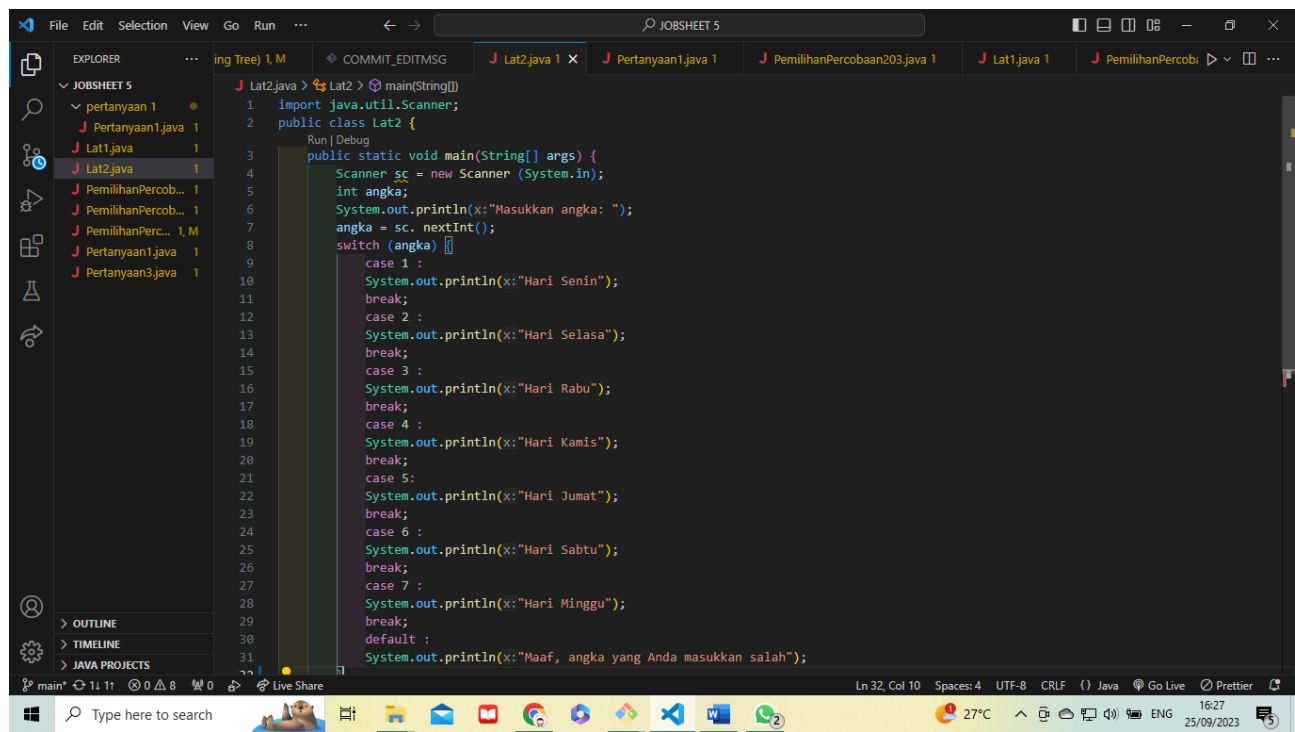 File Edit Selection View Go Run ··· ← → JOBSHEET 5
EXPLORER ···
ing Tree) 1, M COMMIT_EDITMSG Lat2.java 1 Pertanyaan1.java 1 PemilihanPercobaan203.java 1 Lat1.java 1 PemilihanPercoba ···
JOBSHEET 5
pertanyaan 1
J Pertanyaan1.java 1
J Lat1.java 1
J Lat2.java 1
J PemilihanPercob... 1
J PemilihanPercob... 1
J PemilihanPerc... 1, M
J Pertanyaan1.java 1
J Pertanyaan3.java 1
> OUTLINE
> TIMELINE
> JAVA PROJECTS
J Lat2.java > Lat2 > main(String[])
1 import java.util.Scanner;
2 public class Lat2 {
Run | Debug
3 public static void main(String[] args) {
4 Scanner sc = new Scanner (System.in);
5 int angka;
6 System.out.println(x:"Masukkan angka: ");
7 angka = sc. nextInt();
8 switch (angka) {
9 case 1 :
10 System.out.println(x:"Hari Senin");
11 break;
12 case 2 :
13 System.out.println(x:"Hari Selasa");
14 break;
15 case 3 :
16 System.out.println(x:"Hari Rabu");
17 break;
18 case 4 :
19 System.out.println(x:"Hari Kamis");
20 break;
21 case 5:
22 System.out.println(x:"Hari Jumat");
23 break;
24 case 6 :
25 System.out.println(x:"Hari Sabtu");
26 break;
27 case 7 :
28 System.out.println(x:"Hari Minggu");
29 break;
30 default :
31 System.out.println(x:"Maaf, angka yang Anda masukkan salah");
main* 1↓ 1↑ 0 8 0 Live Share Ln 32, Col 10 Spaces: 4 UTF-8 CRLF {} Java Go Live Prettier
Type here to search 2 27°C ENG 16:27
25/09/2023 5